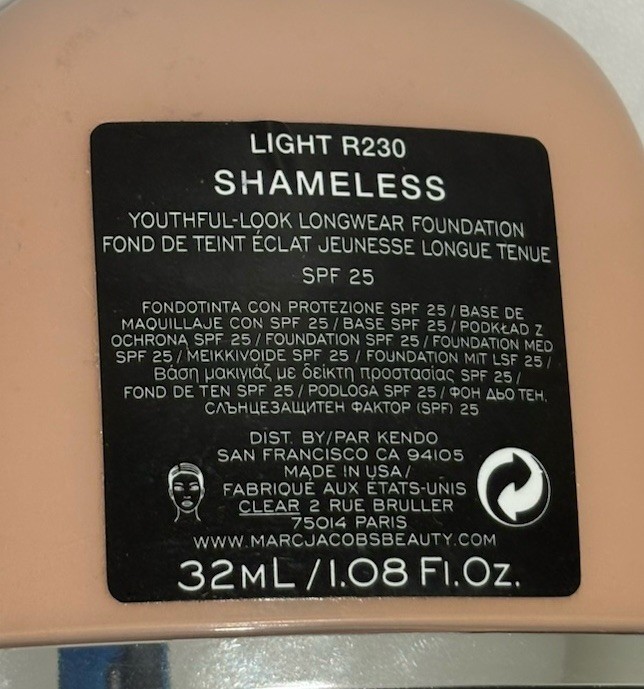 LIGHT R230
SHAMELESS
YOUTHFUL-LOOK LONGWEAR FOUNDATION
FOND DE TEINT ÉCLAT JEUNESSE LONGUE TENUE
SPF 25
FONDOTINTA CON PROTEZIONE SPF 25 / BASE DE
MAQUILLAJE CON SPF 25 / BASE SPF 25 / PODKŁAD Z
OCHRONĄ SPF 25 / FOUNDATION SPF 25 / FOUNDATION MED
SPF 25 / MEIKKIVOIDE SPF 25 / FOUNDATION MIT LSF 25 /
Βάση μακιγιάζ με δείκτη προστασίας SPF 25 /
FOND DE TEN SPF 25 / PODLOGA SPF 25 / ФОН ДЬО ТЕН,
СЛЪНЦЕЗАЩИТЕН ФАКТОР (SPF) 25
DIST. BY/PAR KENDO
SAN FRANCISCO CA 94105
MADE IN USA/
FABRIQUÉ AUX ÉTATS-UNIS
CLEAR 2 RUE BRULLER
75014 PARIS
WWW.MARCJACOBSBEAUTY.COM
32ML / 1.08 Fl.Oz.